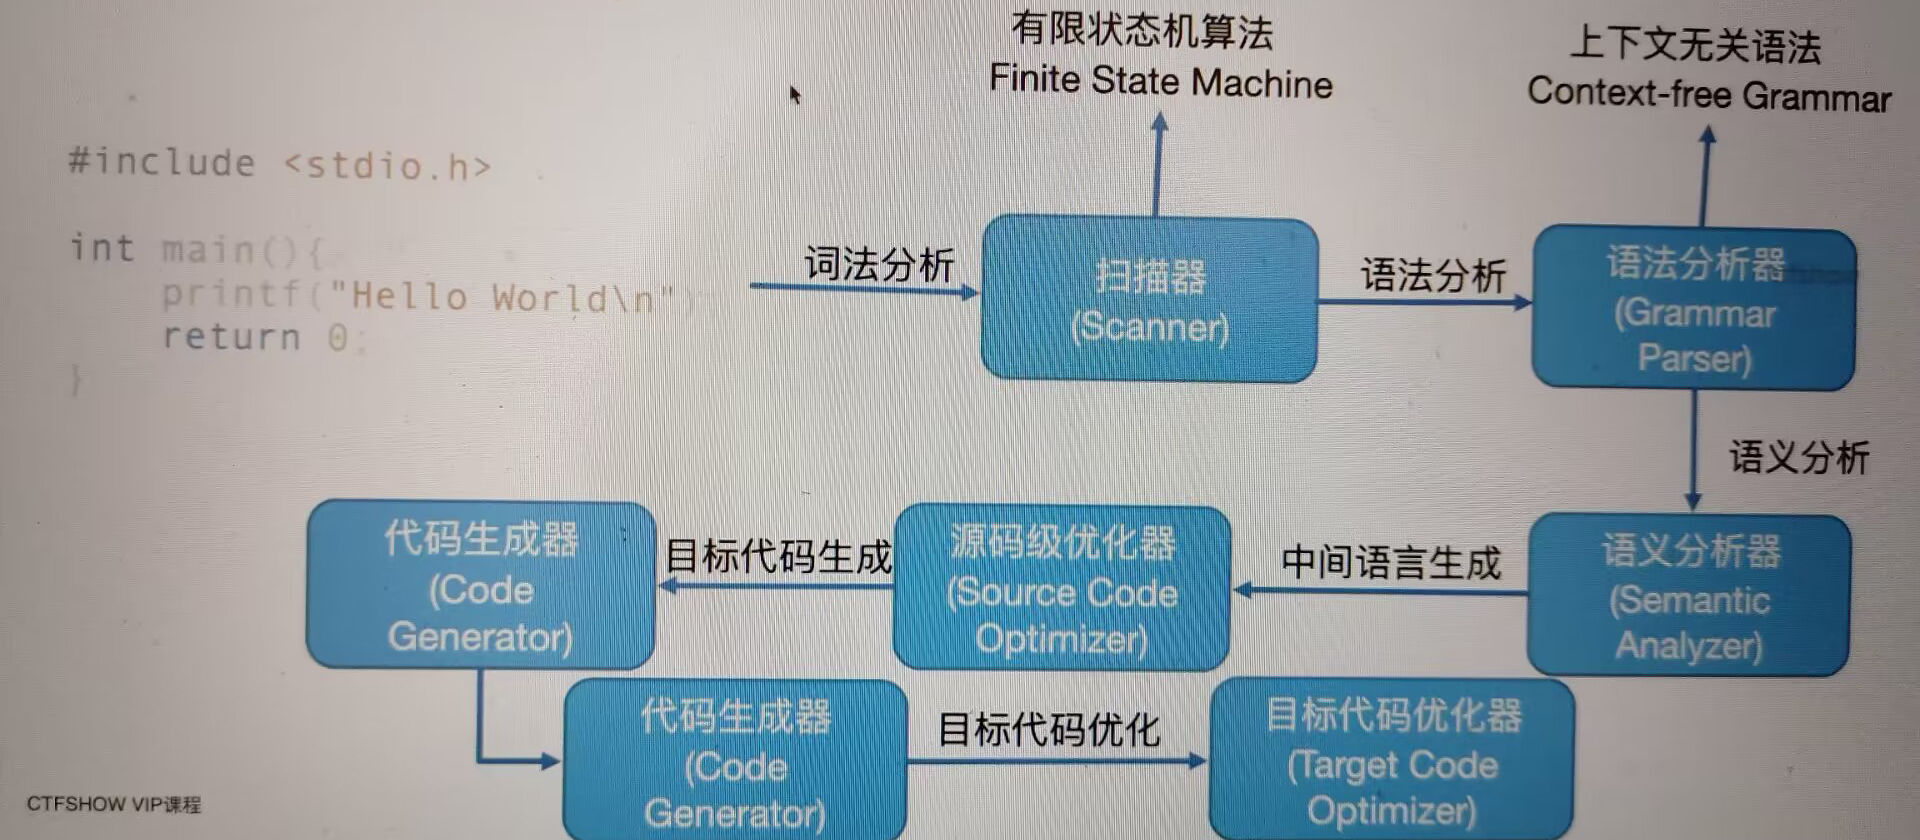 有限状态机算法
Finite State Machine
上下文无关语法
Context-free Grammar
#include <stdio.h>
int main(){
printf("Hello World\n")
return 0;
}
词法分析
扫描器
(Scanner)
语法分析
语法分析器
(Grammar
Parser)
语义分析
语义分析器
(Semantic
Analyzer)
中间语言生成
源码级优化器
(Source Code
Optimizer)
目标代码生成
代码生成器
(Code
Generator)
代码生成器
(Code
Generator)
目标代码优化
目标代码优化器
(Target Code
Optimizer)
CTFSHOW VIP课程